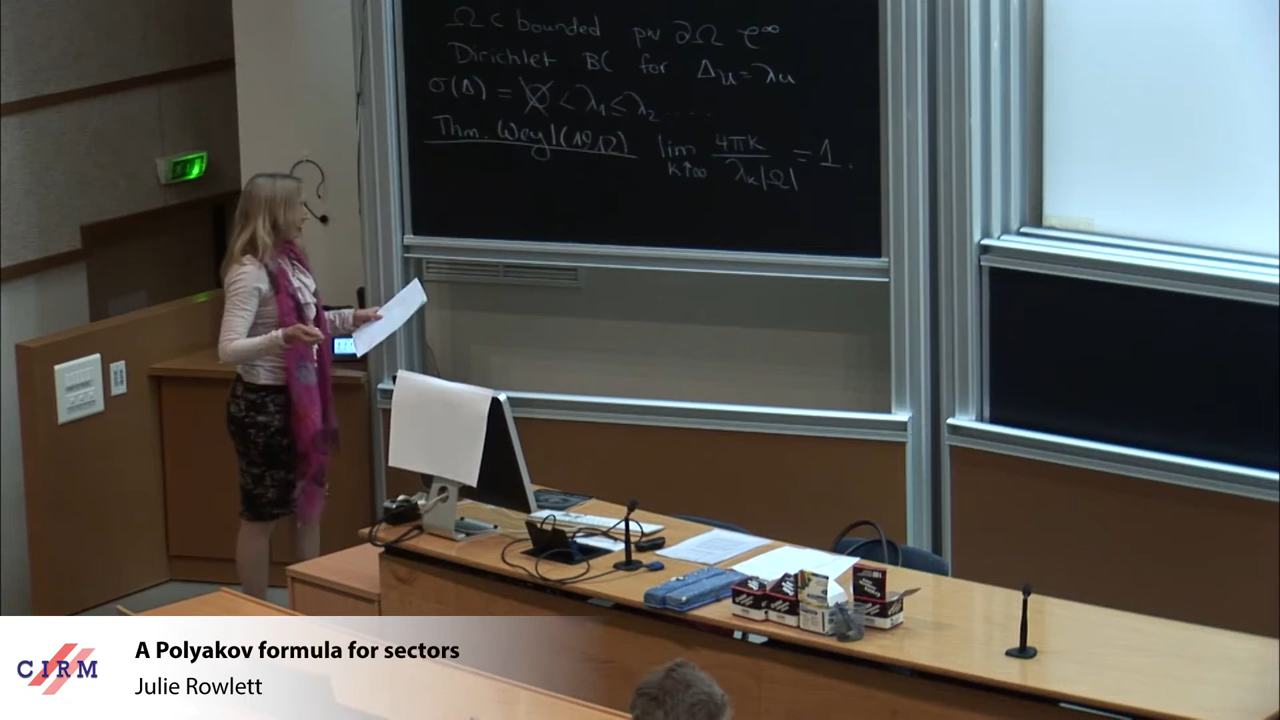 Ω ⊂ bounded pw ∂Ω C^∞
Dirichlet BC for Δu = λu
σ(Δ) = 0 < λ₁ ≤ λ₂ ....
Thm. Weyl (1912) lim k↑∞ 4πk / λₖ|Ω| = 1.
CIRM
A Polyakov formula for sectors
Julie Rowlett